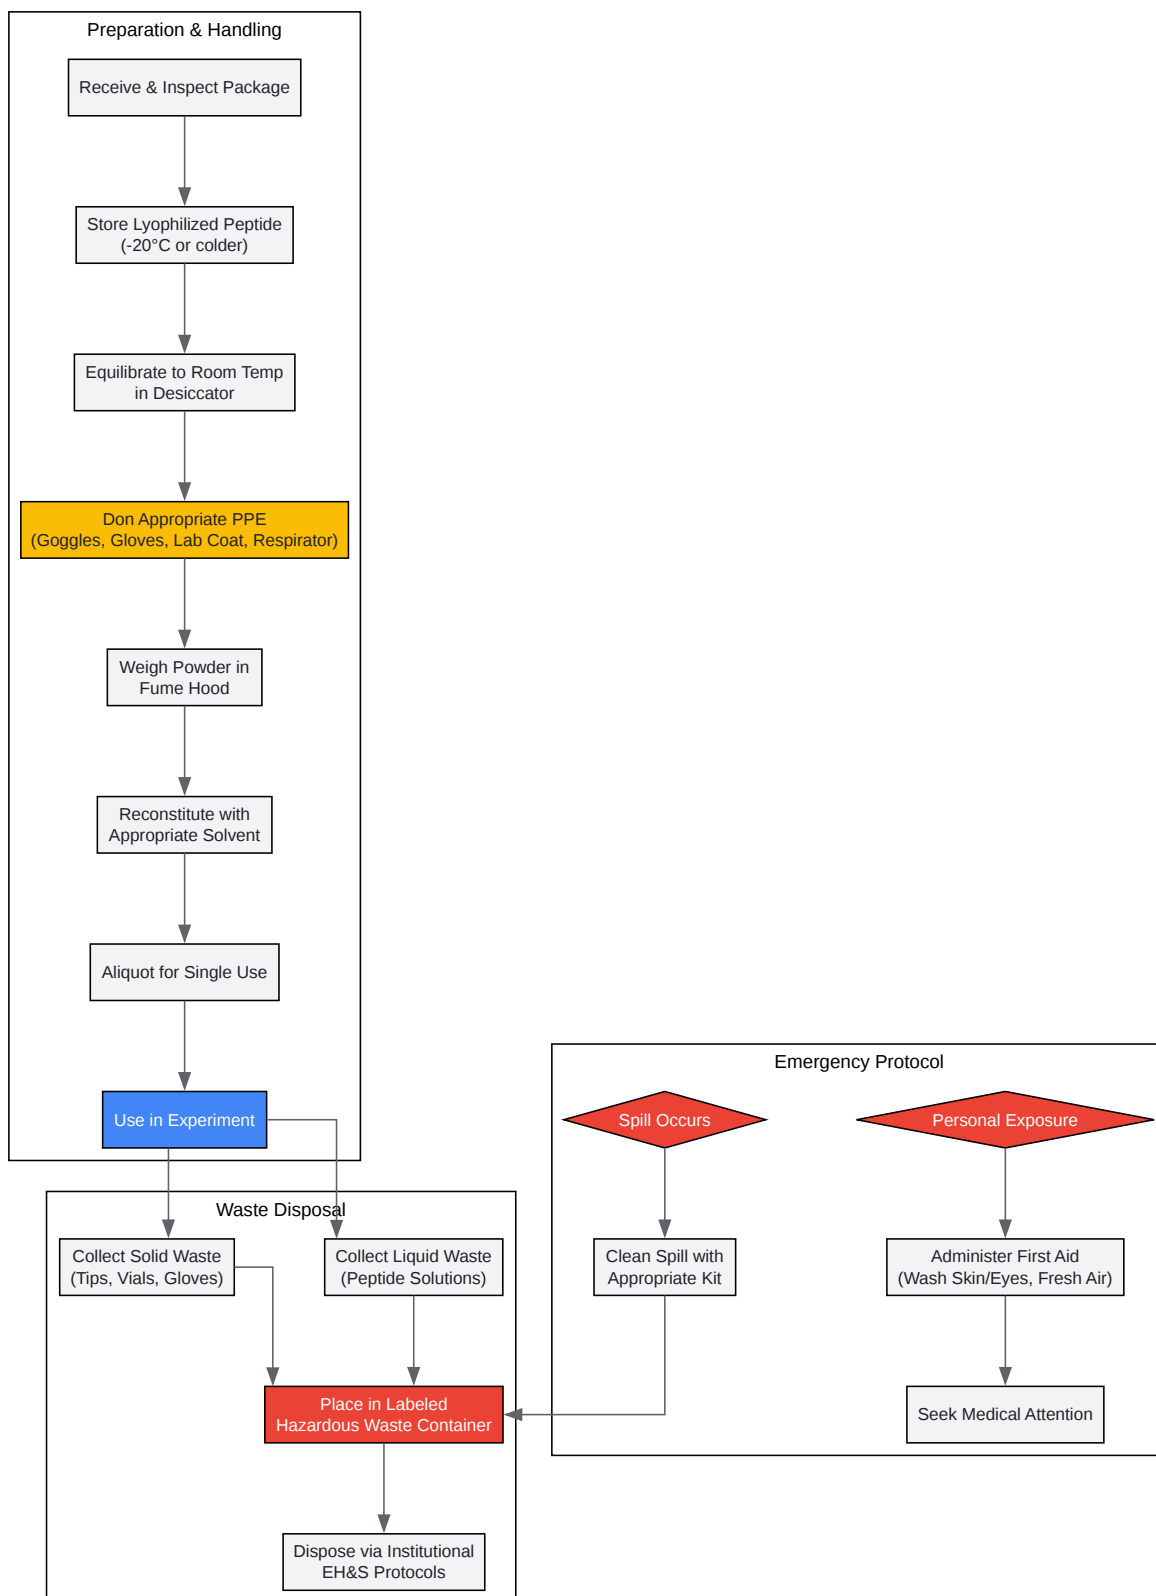 Preparation & Handling
Receive & Inspect Package
Store Lyophilized Peptide
(-20°C or colder)
Equilibrate to Room Temp
in Desiccator
Don Appropriate PPE
(Goggles, Gloves, Lab Coat, Respirator)
Weigh Powder in
Fume Hood
Reconstitute with
Appropriate Solvent
Aliquot for Single Use
Use in Experiment
Waste Disposal
Collect Solid Waste
(Tips, Vials, Gloves)
Collect Liquid Waste
(Peptide Solutions)
Place in Labeled
Hazardous Waste Container
Dispose via Institutional
EH&S Protocols
Emergency Protocol
Spill Occurs
Personal Exposure
Clean Spill with
Appropriate Kit
Administer First Aid
(Wash Skin/Eyes, Fresh Air)
Seek Medical Attention